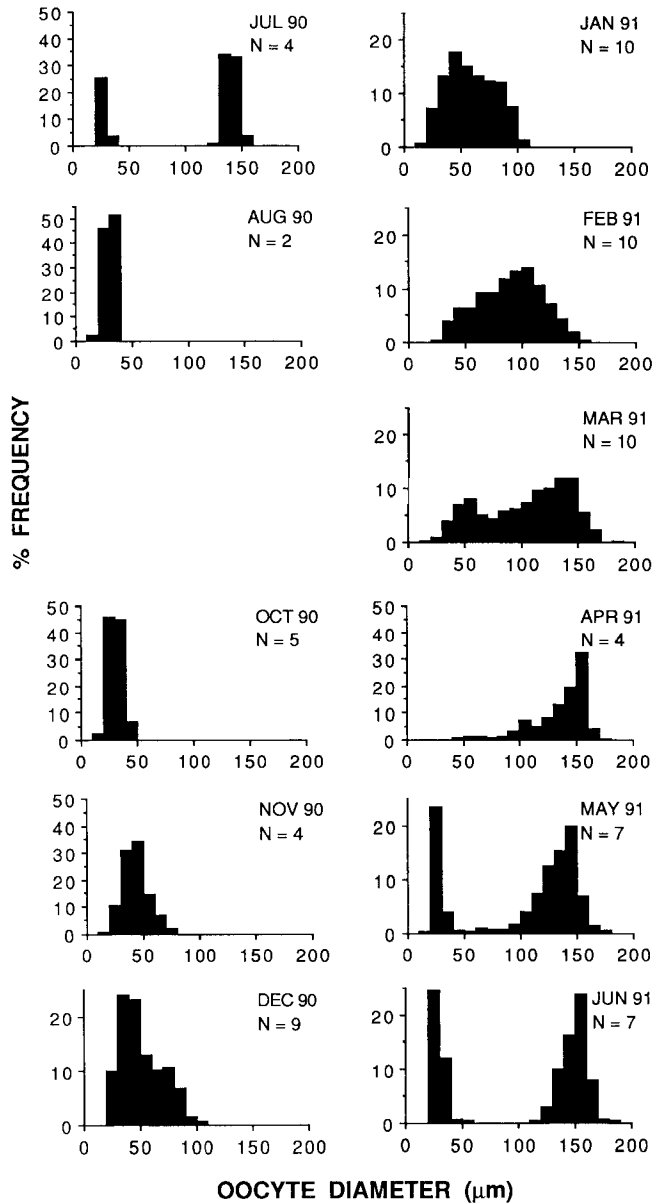 JUL 90
N = 4
50
40
30
20
10
0
0 50 100 150 200
JAN 91
N = 10
20
10
0
0 50 100 150 200
AUG 90
N = 2
50
40
30
20
10
0
0 50 100 150 200
FEB 91
N = 10
20
10
0
0 50 100 150 200
MAR 91
N = 10
20
10
0
0 50 100 150 200
% FREQUENCY
OCT 90
N = 5
50
40
30
20
10
0
0 50 100 150 200
APR 91
N = 4
50
40
30
20
10
0
0 50 100 150 200
NOV 90
N = 4
50
40
30
20
10
0
0 50 100 150 200
MAY 91
N = 7
20
10
0
0 50 100 150 200
DEC 90
N = 9
20
10
0
0 50 100 150 200
JUN 91
N = 7
20
10
0
0 50 100 150 200
OOCYTE DIAMETER (µm)